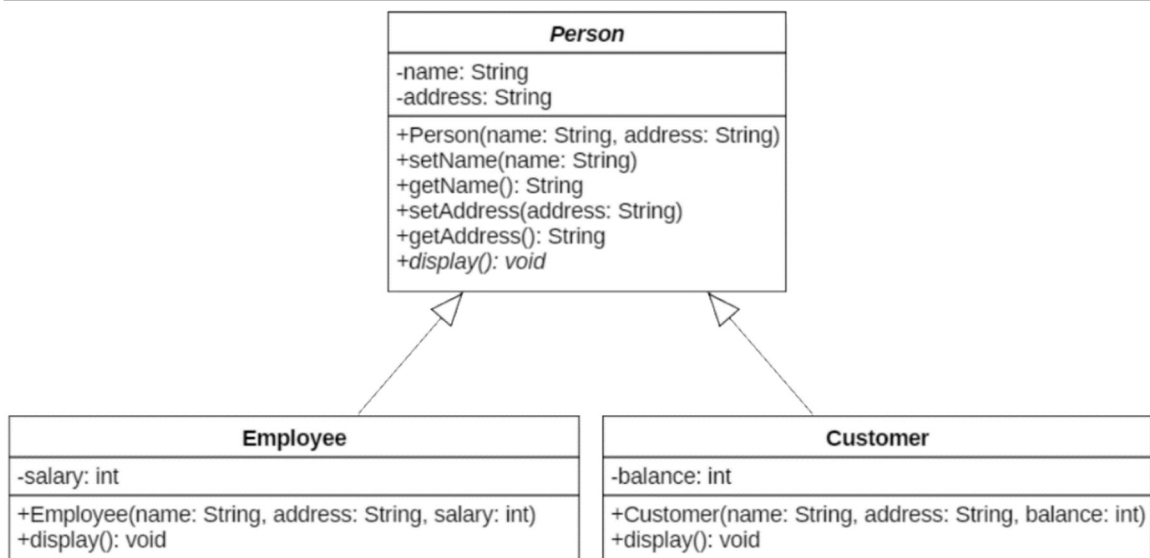 Person
-name: String
-address: String
+Person(name: String, address: String)
+setName(name: String)
+getName(): String
+setAddress(address: String)
+getAddress(): String
+display(): void
Employee
-salary: int
+Employee(name: String, address: String, salary: int)
+display(): void
Customer
-balance: int
+Customer(name: String, address: String, balance: int)
+display(): void